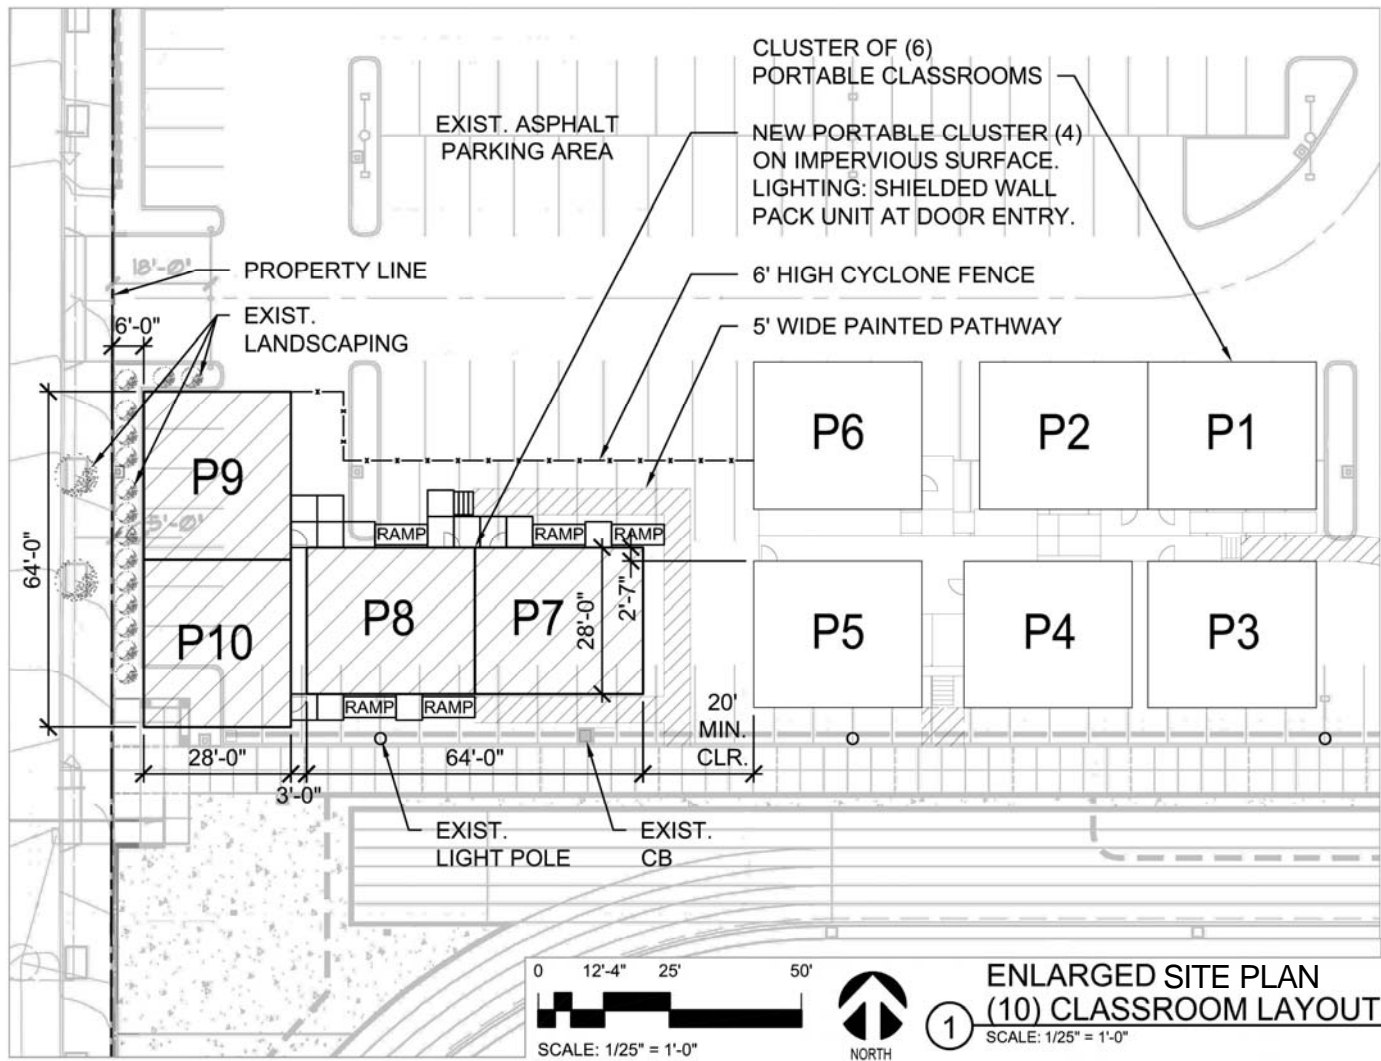 CLUSTER OF (6)
PORTABLE CLASSROOMS
EXIST. ASPHALT
PARKING AREA
NEW PORTABLE CLUSTER (4)
ON IMPERVIOUS SURFACE.
LIGHTING: SHIELDED WALL
PACK UNIT AT DOOR ENTRY.
18'-0"
PROPERTY LINE
6' HIGH CYCLONE FENCE
6'-0"
EXIST.
LANDSCAPING
5' WIDE PAINTED PATHWAY
P6
P2
P1
P9
5'-0"
RAMP
RAMP
RAMP
64'-0"
P10
P8
P7
28'-0"
2'-7"
P5
P4
P3
RAMP
RAMP
20'
MIN.
CLR.
28'-0"
3'-0"
64'-0"
EXIST.
LIGHT POLE
EXIST.
CB
0 12'-4" 25' 50'
SCALE: 1/25" = 1'-0"
NORTH
1
ENLARGED SITE PLAN
(10) CLASSROOM LAYOUT
SCALE: 1/25" = 1'-0"